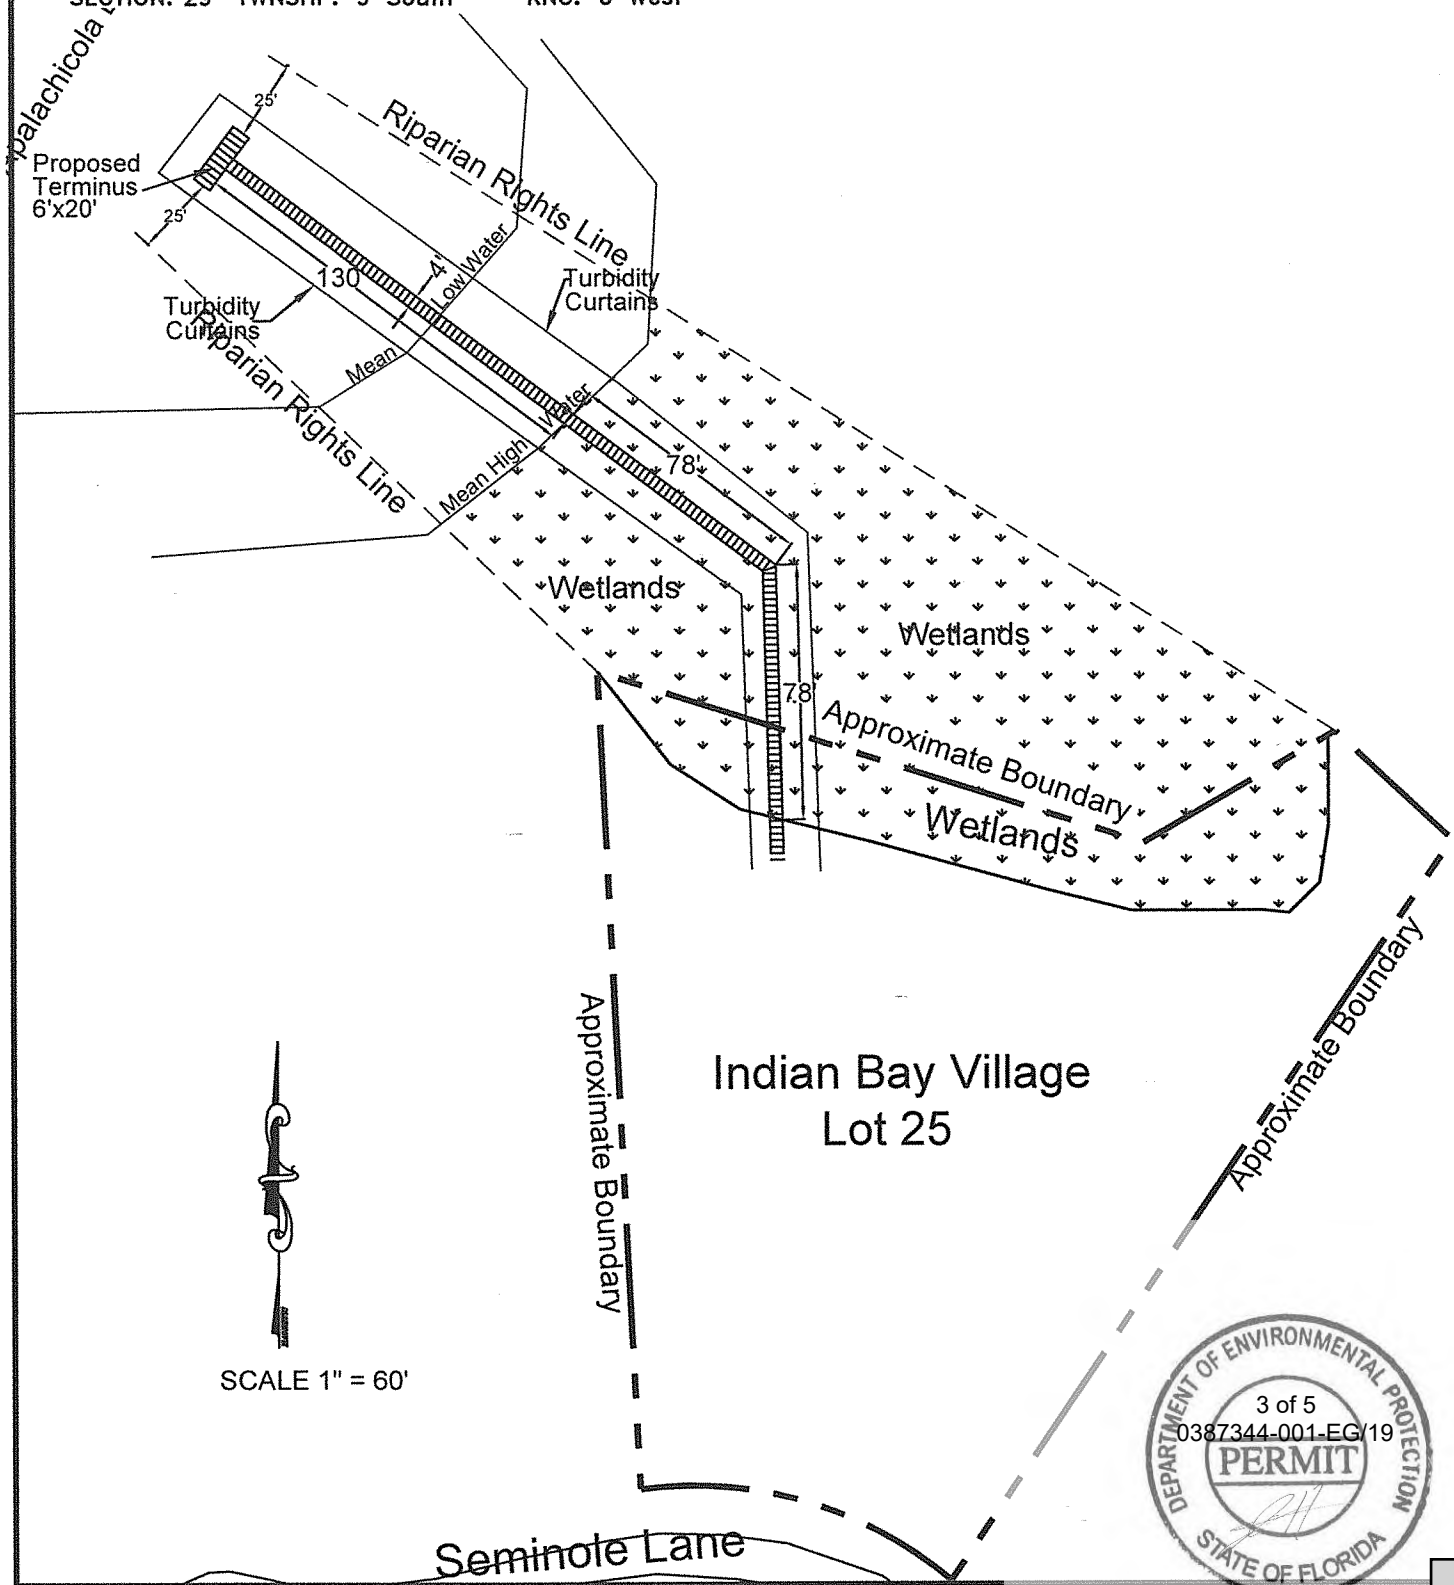 25'
Proposed
Terminus
6'x20'
25'
Riparian Rights Line
130
4'
Mean Low Water
Turbidity
Curtains
Turbidity
Curtains
Riparian Rights Line
Mean High Water
78'
Wetlands
Wetlands
78'
Approximate Boundary
Wetlands
Approximate Boundary
Approximate Boundary
Indian Bay Village
Lot 25
SCALE 1" = 60'
Seminole Lane
DEPARTMENT OF ENVIRONMENTAL PROTECTION
3 of 5
0387344-001-EG/19
PERMIT
STATE OF FLORIDA